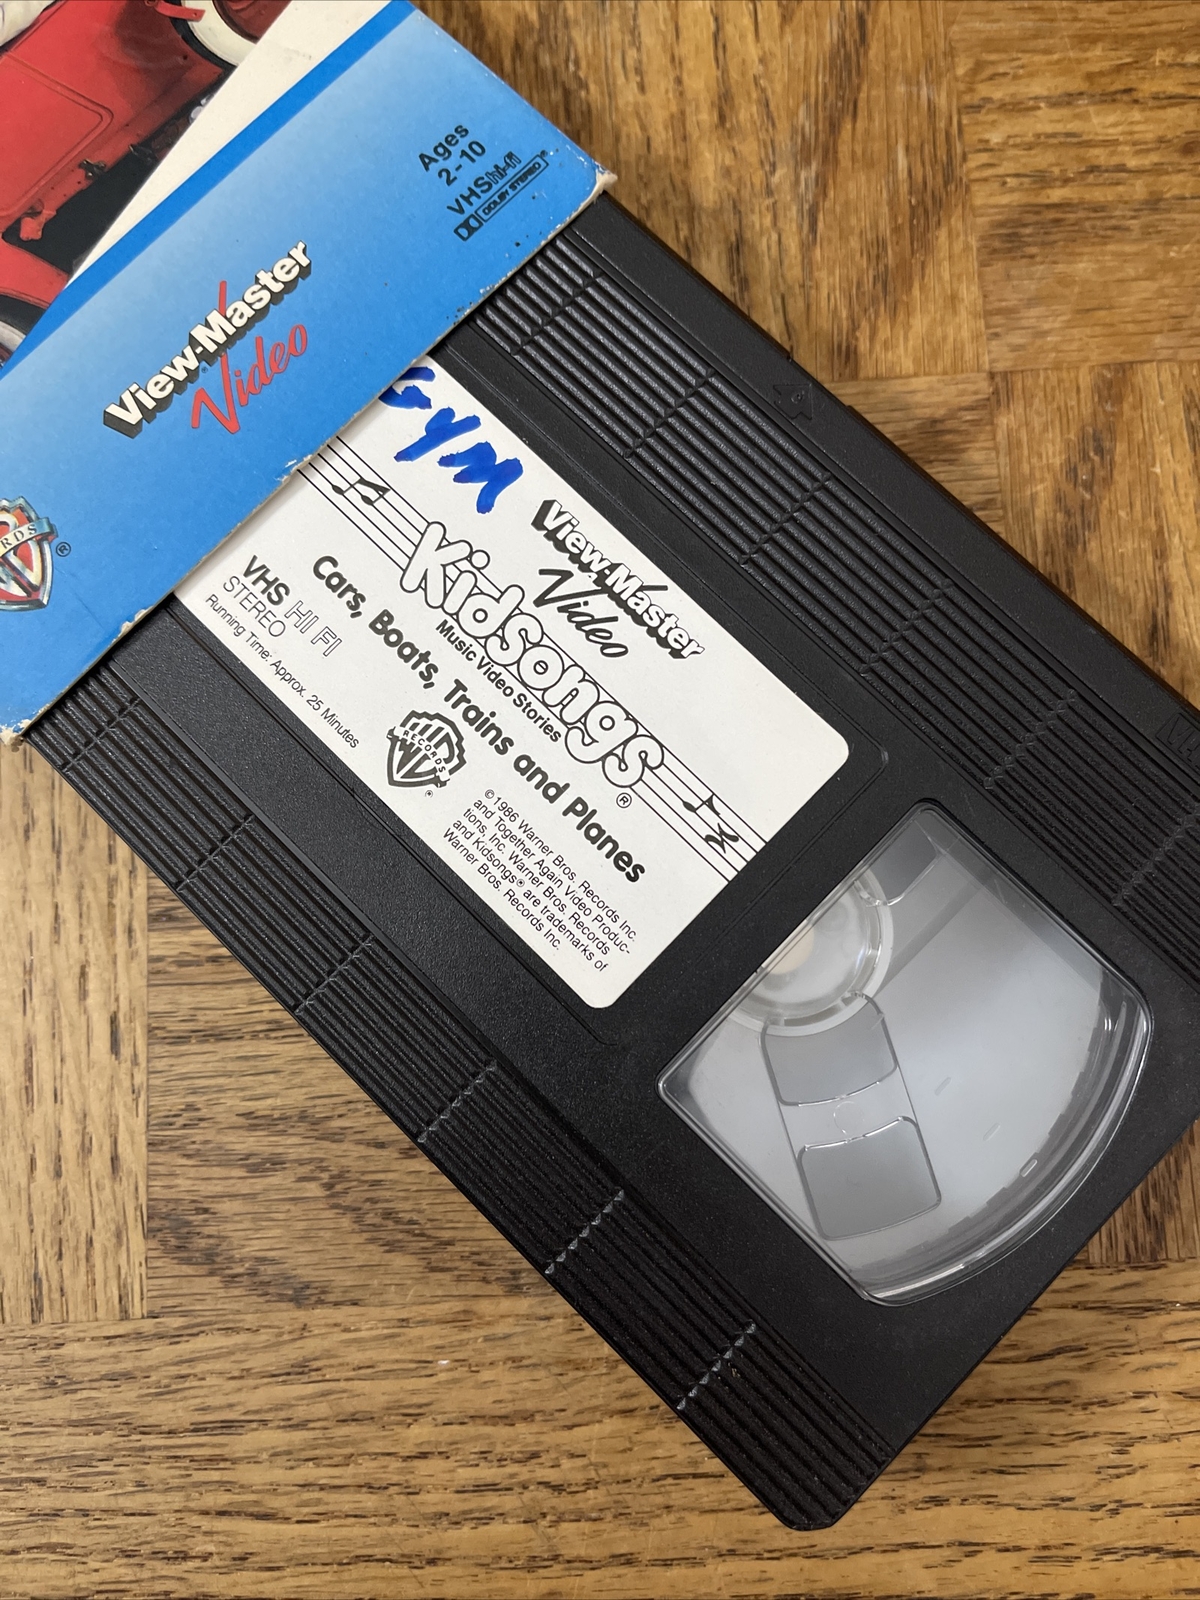 Ages
2-10
VHS hi-fi
DOLBY STEREO
View-Master
Video
RDS
®
GYM
View-Master
Video
Kidsongs®
Music Video Stories
Cars, Boats, Trains and Planes
VHS HI FI
STEREO
Running Time: Approx. 25 Minutes
RECORDS
©1986 Warner Bros. Records Inc.
and Together Again Video Produc-
tions, Inc. Warner Bros. Records
and Kidsongs® are trademarks of
Warner Bros. Records Inc.